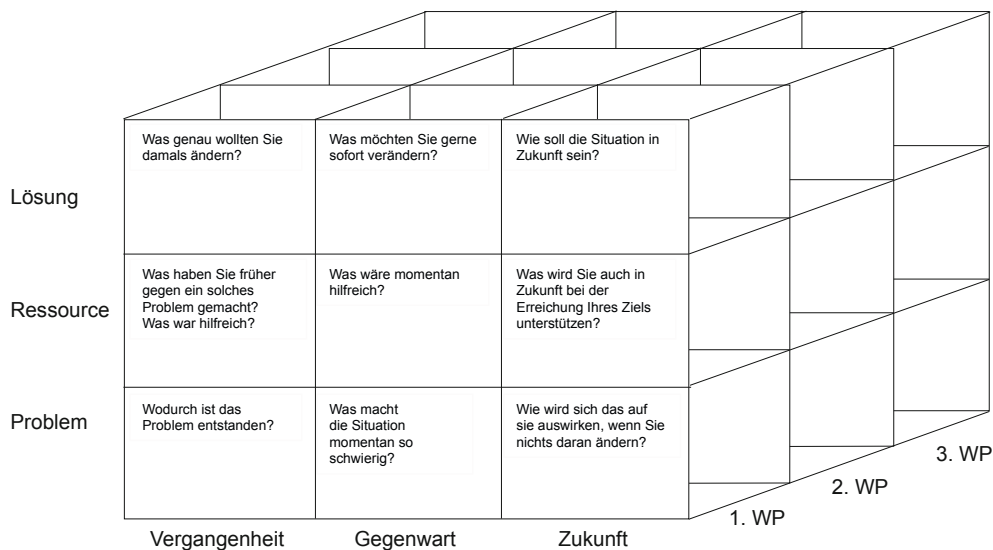 Was genau wollten Sie
damals ändern?
Was möchten Sie gerne
sofort verändern?
Wie soll die Situation in
Zukunft sein?
Lösung
Was haben Sie früher
gegen ein solches
Problem gemacht?
Was war hilfreich?
Was wäre momentan
hilfreich?
Was wird Sie auch in
Zukunft bei der
Erreichung Ihres Ziels
unterstützen?
Ressource
Wodurch ist das
Problem entstanden?
Was macht
die Situation
momentan so
schwierig?
Wie wird sich das auf
sie auswirken, wenn Sie
nichts daran ändern?
Problem
3. WP
2. WP
1. WP
Vergangenheit
Gegenwart
Zukunft